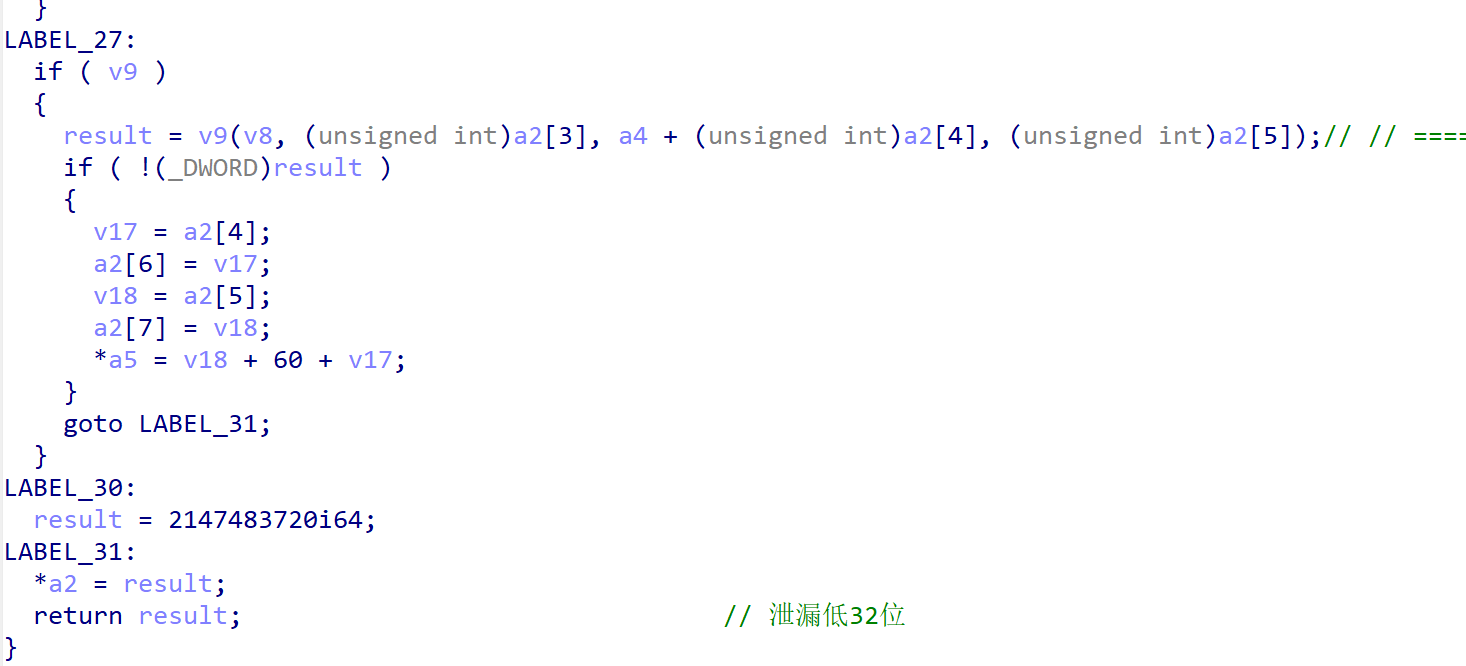 }
LABEL_27:
if ( v9 )
{
result = v9(v8, (unsigned int)a2[3], a4 + (unsigned int)a2[4], (unsigned int)a2[5]);// // ====
if ( !(_DWORD)result )
{
v17 = a2[4];
a2[6] = v17;
v18 = a2[5];
a2[7] = v18;
*a5 = v18 + 60 + v17;
}
goto LABEL_31;
}
LABEL_30:
result = 2147483720i64;
LABEL_31:
*a2 = result;
return result; // 泄漏低32位
}